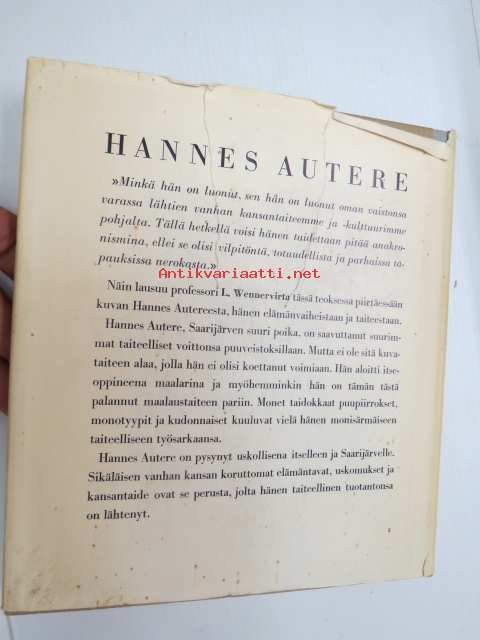 HANNES AUTERE
»Minkä hän on luonut, sen hän on luonut oman vaistonsa
varassa lähtien vanhan kansantaiteemme ja -kulttuurimme
pohjalta. Tällä hetkellä voisi hänen taidettaan pitää anakro-
nismina, ellei se olisi vilpitöntä, totuudellista ja parhaissa ta-
pauksissa nerokasta.»
Antikvariaatti.net
Näin lausuu professori L. Wennervirta tässä teoksessa piirtäessään
kuvan Hannes Autereesta, hänen elämänvaiheistaan ja taiteestaan.
Hannes Autere, Saarijärven suuri poika, on saavuttanut suurim-
mat taiteelliset voittonsa puuveistoksillaan. Mutta ei ole sitä kuva-
taiteen alaa, jolla hän ei olisi koettanut voimiaan. Hän aloitti itse-
oppineena maalarina ja myöhemminkin hän on tämän tästä
palannut maalaustaiteen pariin. Monet taidokkaat puupiirrokset,
monotyypit ja kudonnaiset kuuluvat vielä hänen monisärmäiseen
taiteelliseen työsarkaansa.
Hannes Autere on pysynyt uskollisena itselleen ja Saarijärvelle.
Sikäläisen vanhan kansan koruttomat elämäntavat, uskomukset ja
kansantaide ovat se perusta, jolta hänen taiteellinen tuotantonsa
on lähtenyt.